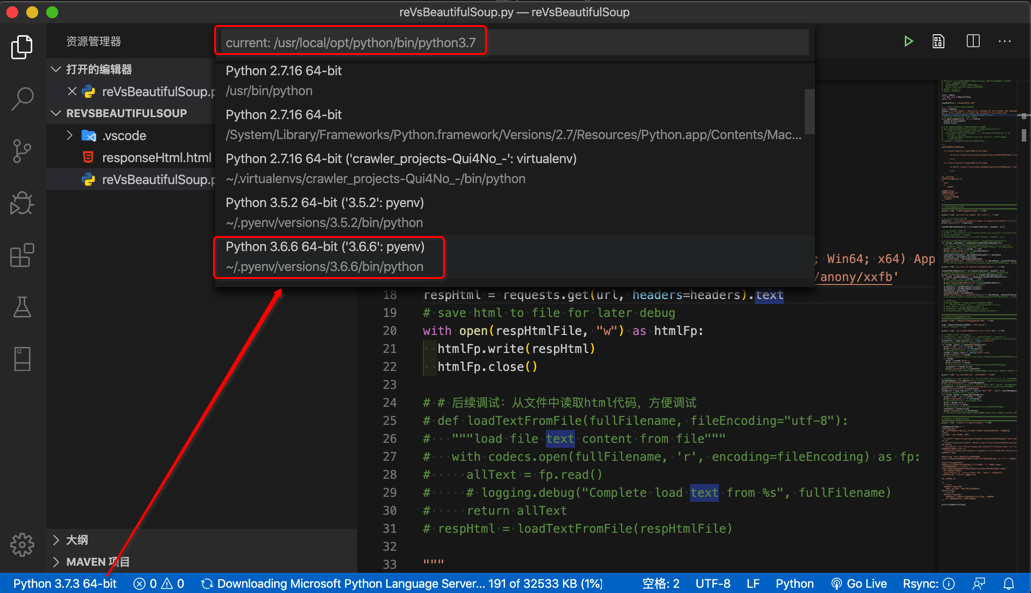 reVsBeautifulSoup.py — reVsBeautifulSoup
资源管理器
打开的编辑器
reVsBeautifulSoup.p
REVSBEAUTIFULSOUP
.vscode
responseHtml.html
reVsBeautifulSoup.p
大纲
MAVEN 项目
current: /usr/local/opt/python/bin/python3.7
Python 2.7.16 64-bit
/usr/bin/python
Python 2.7.16 64-bit
/System/Library/Frameworks/Python.framework/Versions/2.7/Resources/Python.app/Contents/Mac...
Python 2.7.16 64-bit ('crawler_projects-Qui4No_-': virtualenv)
~/.virtualenvs/crawler_projects-Qui4No_-/bin/python
Python 3.5.2 64-bit ('3.5.2': pyenv)
~/.pyenv/versions/3.5.2/bin/python
Python 3.6.6 64-bit ('3.6.6': pyenv)
~/.pyenv/versions/3.6.6/bin/python
; Win64; x64) App
/anony/xxfb'
18 respHtml = requests.get(url, headers=headers).text
19 # save html to file for later debug
20 with open(respHtmlFile, "w") as htmlFp:
21 htmlFp.write(respHtml)
22 htmlFp.close()
23
24 # # 后续调试：从文件中读取html代码，方便调试
25 # def loadTextFromFile(fullFilename, fileEncoding="utf-8"):
26 # """load file text content from file"""
27 # with codecs.open(fullFilename, 'r', encoding=fileEncoding) as fp:
28 # allText = fp.read()
29 # # logging.debug("Complete load text from %s", fullFilename)
30 # return allText
31 # respHtml = loadTextFromFile(respHtmlFile)
32
33 """
Python 3.7.3 64-bit 0 0 Downloading Microsoft Python Language Server... 191 of 32533 KB (1%) 空格: 2 UTF-8 LF Python Go Live Rsync: